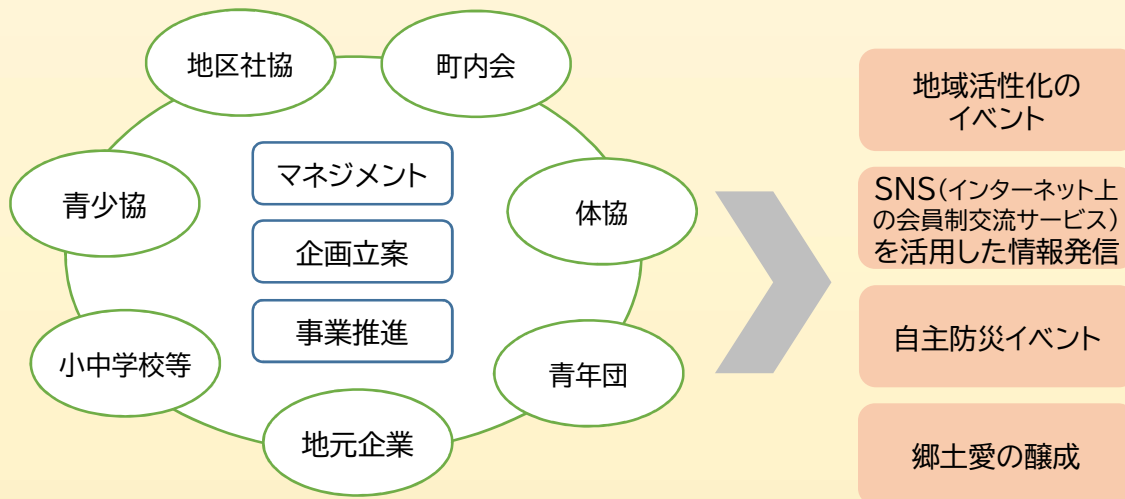 地区社協
町内会
青少協
体協
小中学校等
青年団
地元企業
マネジメント
企画立案
事業推進
地域活性化の
イベント
SNS(インターネット上
の会員制交流サービス)
を活用した情報発信
自主防災イベント
郷土愛の醸成